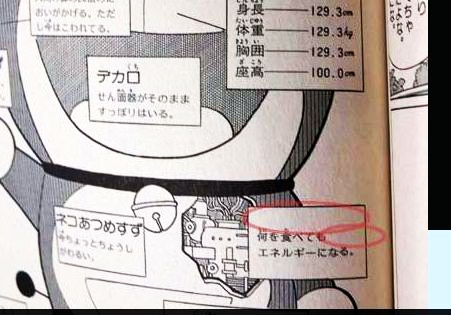 おいがかげる。ただ
し今はこわれてる。
身長――129.3cm
体重――129.3kg
胸囲――129.3cm
座高――100.0cm
デカ口
せん面器がそのまま
すっぽりはいる。
ネコあつめすず
今ちょっとちょうし
がわるい。
何を食べても
エネルギーになる。